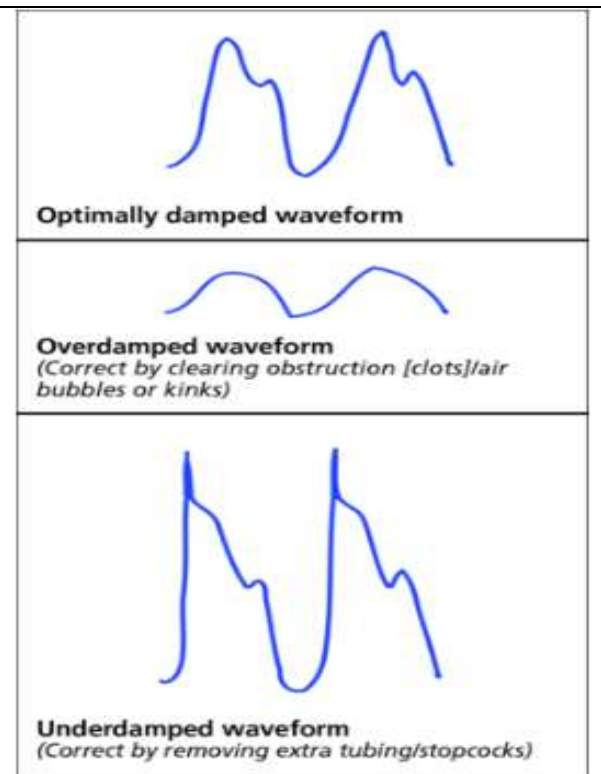 Optimally damped waveform
Overdamped waveform
(Correct by clearing obstruction [clots]/air
bubbles or kinks)
Underdamped waveform
(Correct by removing extra tubing/stopcocks)